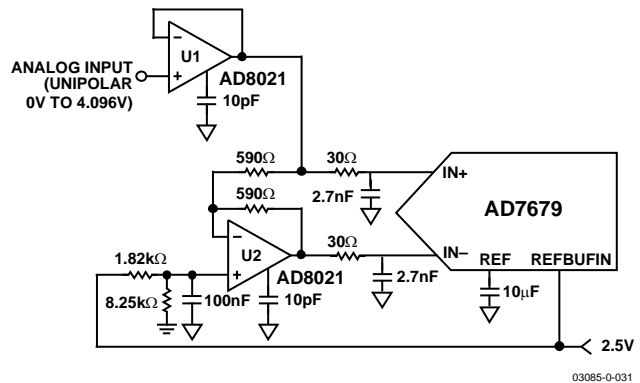 U1
AD8021
ANALOG INPUT
(UNIPOLAR
0V TO 4.096V)
10pF
590Ω
30Ω
IN+
590Ω
2.7nF
AD7679
U2
30Ω
IN–
1.82kΩ
AD8021
REF
REFBUFIN
8.25kΩ
100nF
10pF
2.7nF
10μF
2.5V
03085-0-031